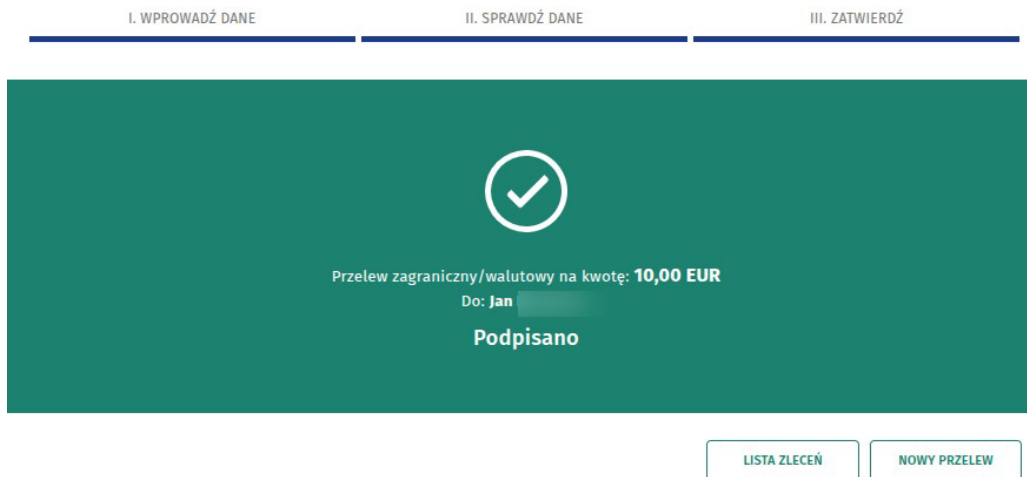 I. WPROWADŹ DANE
II. SPRAWDŹ DANE
III. ZATWIERDŹ
Przelew zagraniczny/walutowy na kwotę: 10,00 EUR
Do: Jan
Podpisano
LISTA ZLECEŃ
NOWY PRZELEW